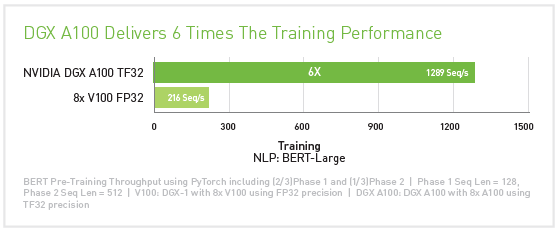 DGX A100 Delivers 6 Times The Training Performance
NVIDIA DGX A100 TF32
6X
1289 Seq/s
8x V100 FP32
216 Seq/s
0 300 600 900 1200 1500
Training
NLP: BERT-Large
BERT Pre-Training Throughput using PyTorch including (2/3)Phase 1 and (1/3)Phase 2 | Phase 1 Seq Len = 128,
Phase 2 Seq Len = 512 | V100: DGX-1 with 8x V100 using FP32 precision | DGX A100: DGX A100 with 8x A100 using
TF32 precision